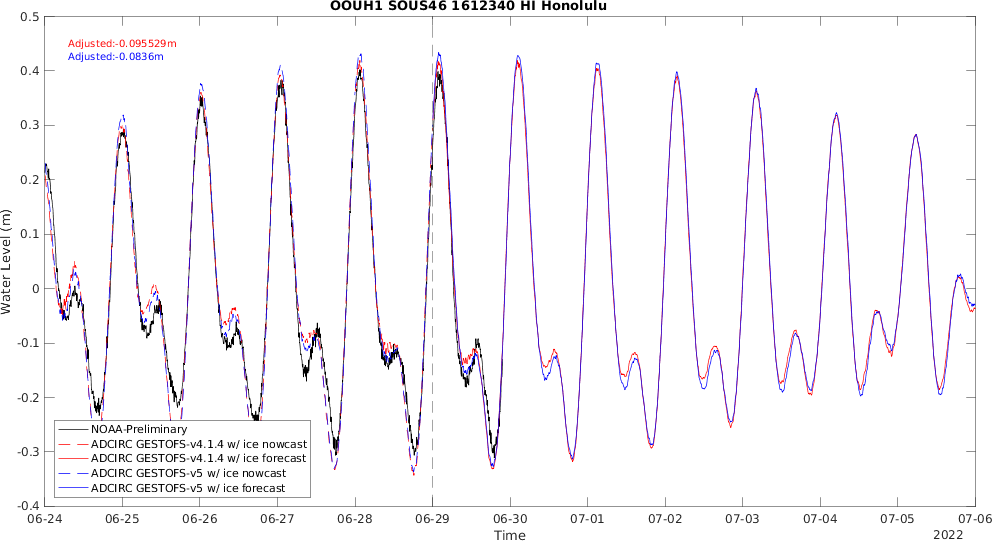 OOUH1 SOUS46 1612340 HI Honolulu
Adjusted:-0.095529m
Adjusted:-0.0836m
Water Level (m)
0.5
0.4
0.3
0.2
0.1
0
-0.1
-0.2
-0.3
-0.4
NOAA-Preliminary
ADCIRC GESTOFS-v4.1.4 w/ ice nowcast
ADCIRC GESTOFS-v4.1.4 w/ ice forecast
ADCIRC GESTOFS-v5 w/ ice nowcast
ADCIRC GESTOFS-v5 w/ ice forecast
06-24 06-25 06-26 06-27 06-28 06-29 06-30 07-01 07-02 07-03 07-04 07-05 07-06
Time
2022